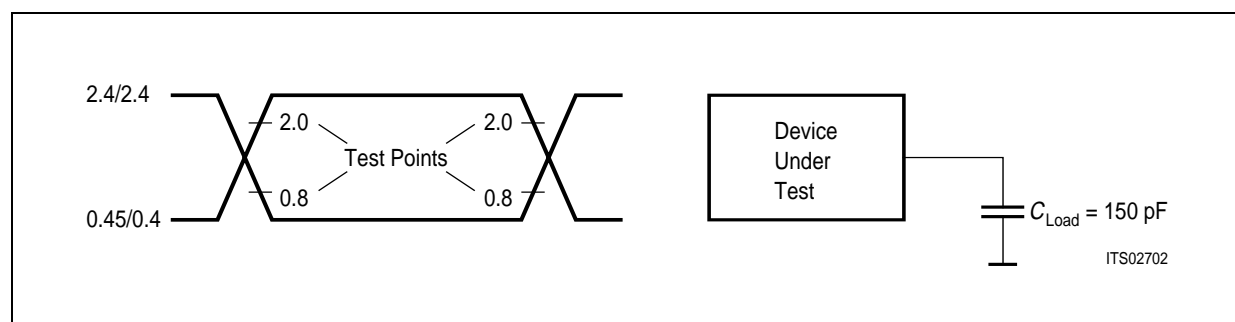 2.4/2.4
2.0
2.0
Test Points
0.8
0.8
0.45/0.4
Device
Under
Test
C Load = 150 pF
ITS02702